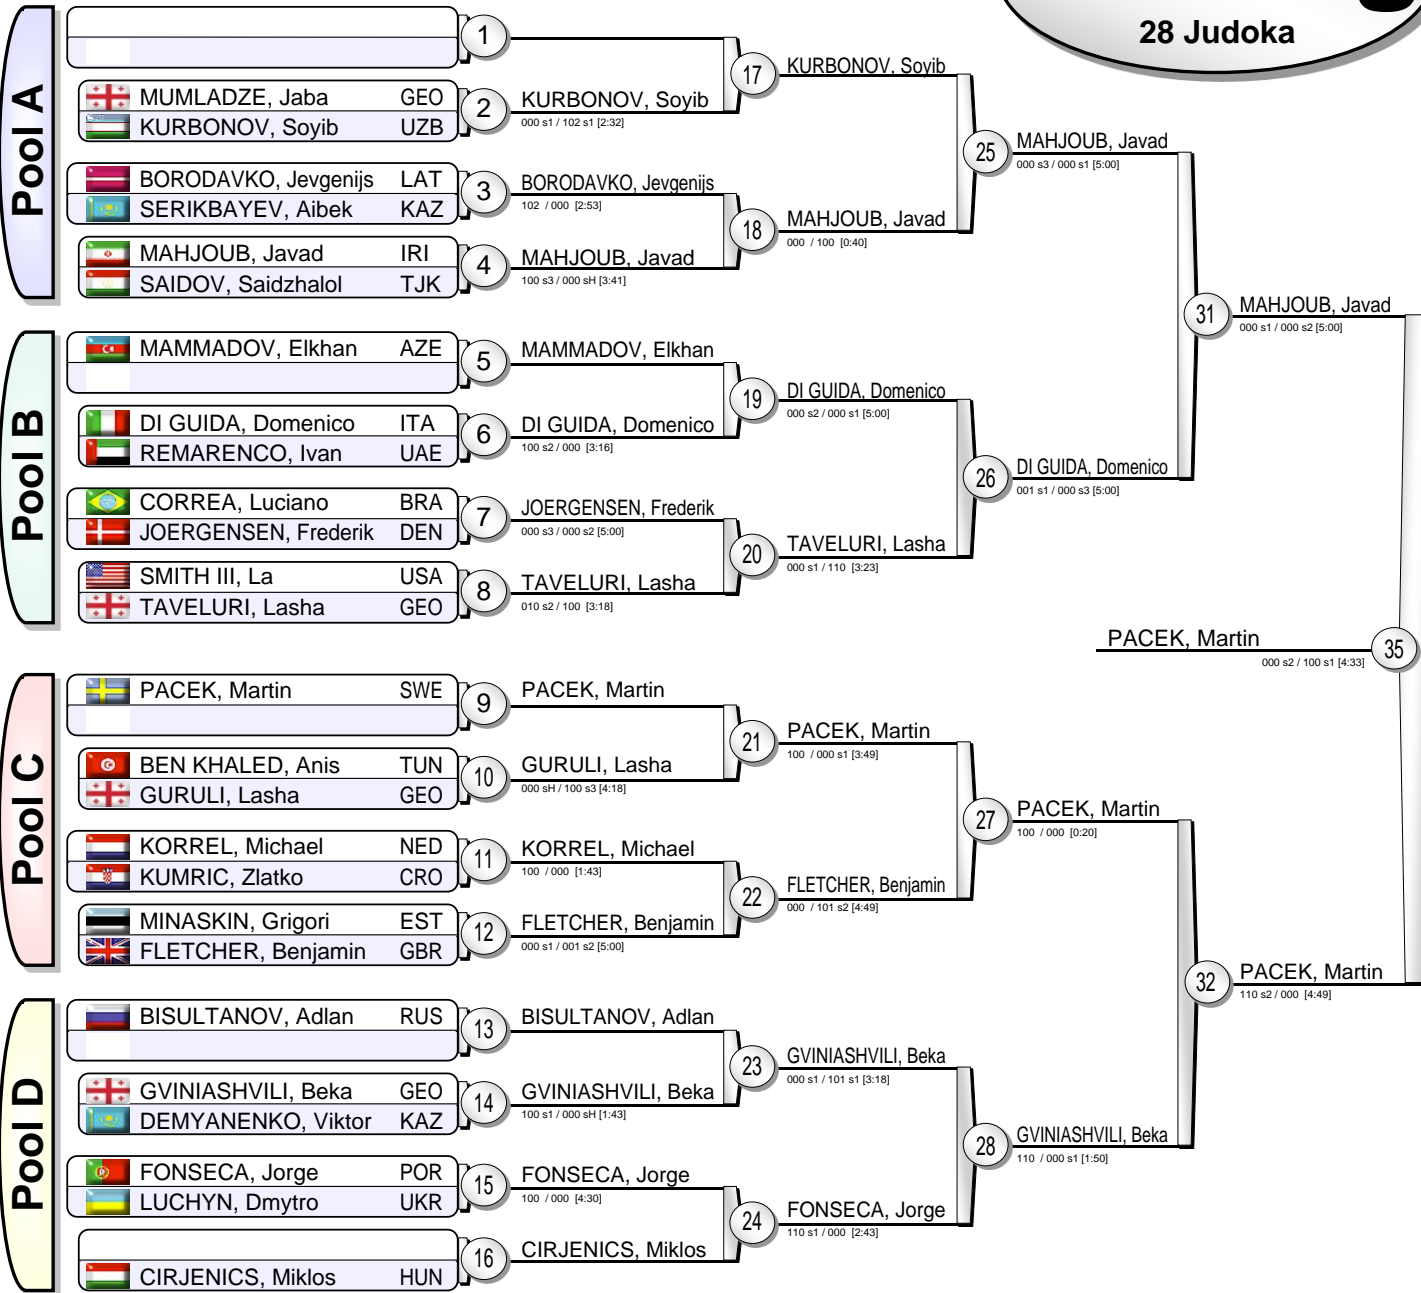 28 Judoka
Pool A
1
MUMLADZE, Jaba GEO
KURBONOV, Soyib UZB
2
BORODAVKO, Jevgenijs LAT
SERIKBAYEV, Aibek KAZ
3
MAHJOUB, Javad IRI
SAIDOV, Saidzhalol TJK
4
Pool B
MAMMADOV, Elkhan AZE
5
DI GUIDA, Domenico ITA
REMARENCO, Ivan UAE
6
CORREA, Luciano BRA
JOERGENSEN, Frederik DEN
7
SMITH III, La USA
TAVELURI, Lasha GEO
8
Pool C
PACEK, Martin SWE
9
BEN KHALED, Anis TUN
GURULI, Lasha GEO
10
KORREL, Michael NED
KUMRIC, Zlatko CRO
11
MINASKIN, Grigori EST
FLETCHER, Benjamin GBR
12
Pool D
BISULTANOV, Adlan RUS
13
GVINIASHVILI, Beka GEO
DEMYANENKO, Viktor KAZ
14
FONSECA, Jorge POR
LUCHYN, Dmytro UKR
15
CIRJENICS, Miklos HUN
16
KURBONOV, Soyib
000 s1 / 102 s1 [2:32]
17
BORODAVKO, Jevgenijs
102 / 000 [2:53]
MAHJOUB, Javad
100 s3 / 000 sH [3:41]
18
MAMMADOV, Elkhan
DI GUIDA, Domenico
100 s2 / 000 [3:16]
19
JOERGENSEN, Frederik
000 s3 / 000 s2 [5:00]
TAVELURI, Lasha
010 s2 / 100 [3:18]
20
PACEK, Martin
GURULI, Lasha
000 sH / 100 s3 [4:18]
21
KORREL, Michael
100 / 000 [1:43]
FLETCHER, Benjamin
000 s1 / 001 s2 [5:00]
22
BISULTANOV, Adlan
GVINIASHVILI, Beka
100 s1 / 000 sH [1:43]
23
FONSECA, Jorge
100 / 000 [4:30]
CIRJENICS, Miklos
24
KURBONOV, Soyib
MAHJOUB, Javad
000 / 100 [0:40]
25
DI GUIDA, Domenico
000 s2 / 000 s1 [5:00]
TAVELURI, Lasha
000 s1 / 110 [3:23]
26
PACEK, Martin
100 / 000 s1 [3:49]
FLETCHER, Benjamin
000 / 101 s2 [4:49]
27
GVINIASHVILI, Beka
000 s1 / 101 s1 [3:18]
FONSECA, Jorge
110 s1 / 000 [2:43]
28
MAHJOUB, Javad
000 s3 / 000 s1 [5:00]
DI GUIDA, Domenico
001 s1 / 000 s3 [5:00]
31
PACEK, Martin
100 / 000 [0:20]
GVINIASHVILI, Beka
110 / 000 s1 [1:50]
32
MAHJOUB, Javad
000 s1 / 000 s2 [5:00]
PACEK, Martin
110 s2 / 000 [4:49]
PACEK, Martin
000 s2 / 100 s1 [4:33]
35